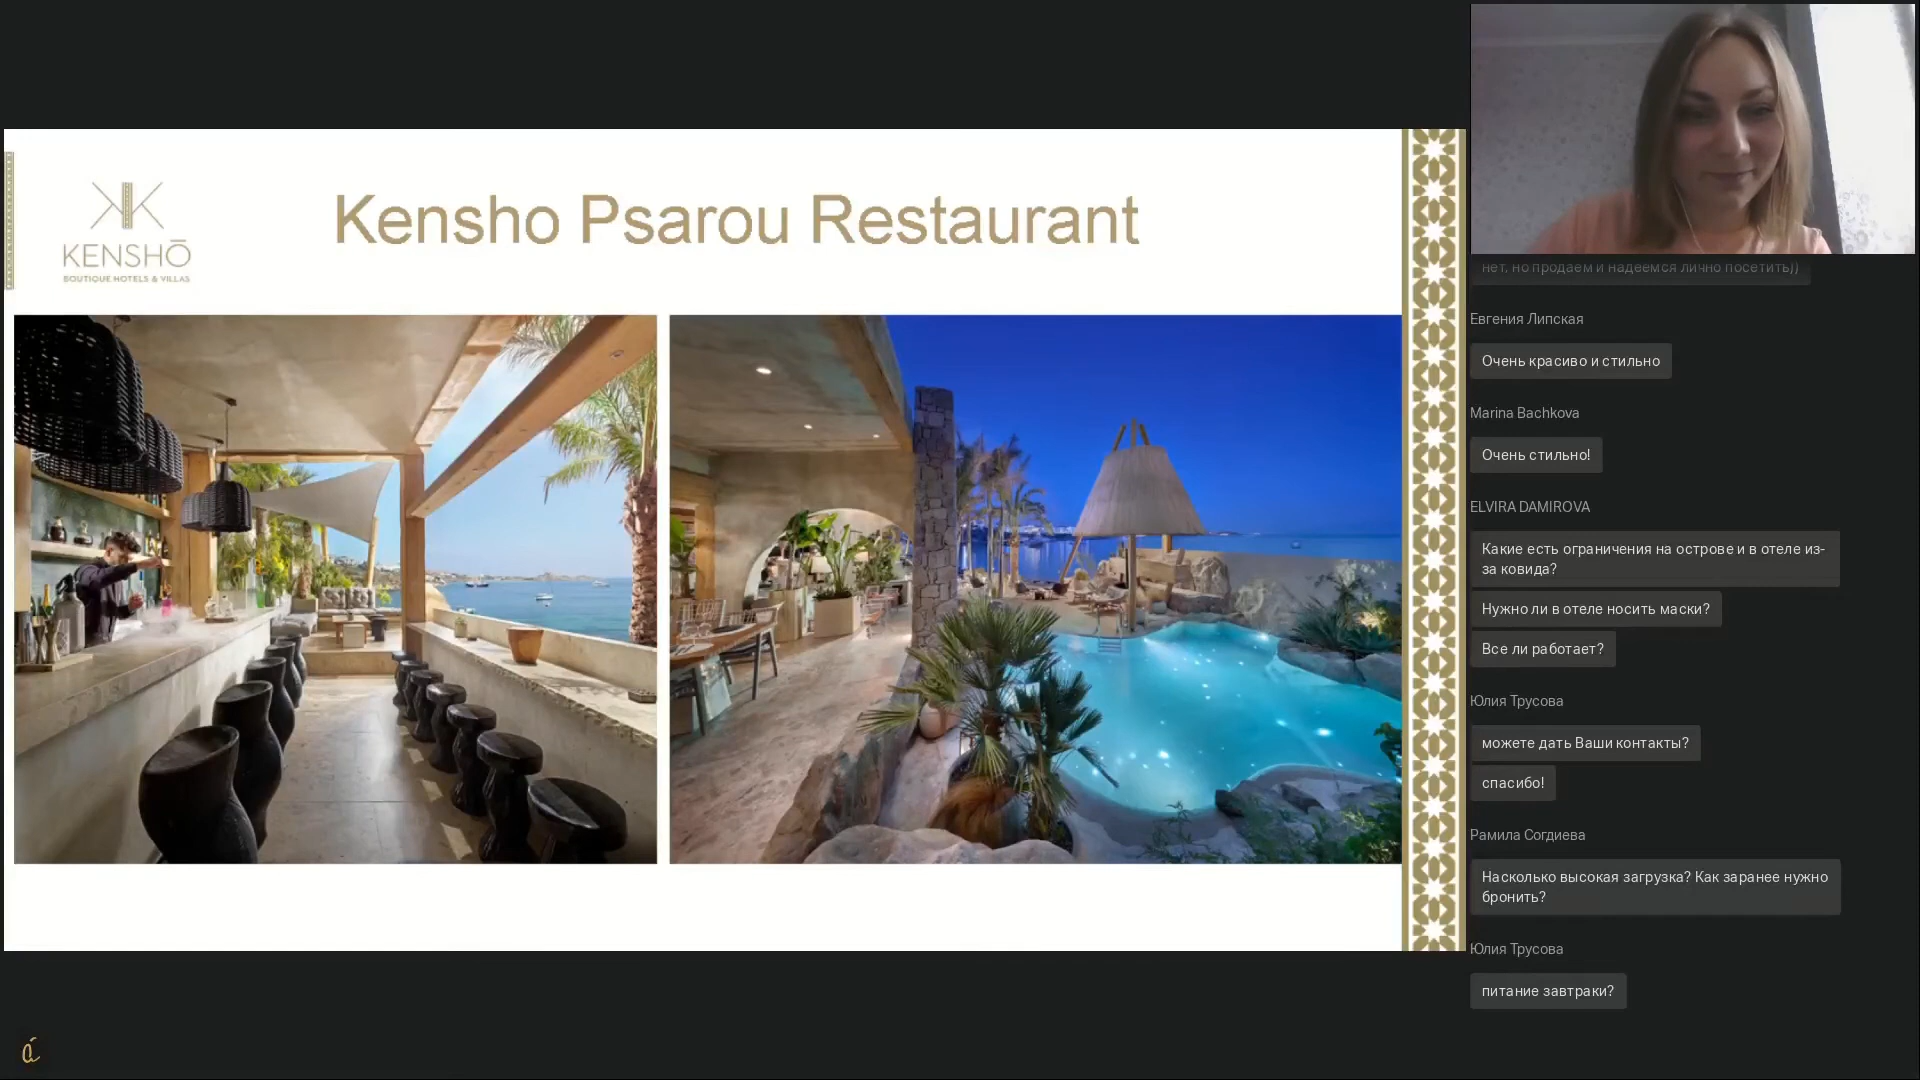 Kensho Psarou Restaurant
KENSHŌ
BOUTIQUE HOTELS & VILLAS
нет, но продаем и надеемся лично посетить))
Евгения Липская
Очень красиво и стильно
Marina Bachkova
Очень стильно!
ELVIRA DAMIROVA
Какие есть ограничения на острове и в отеле из-
за ковида?
Нужно ли в отеле носить маски?
Все ли работает?
Юлия Трусова
можете дать Ваши контакты?
спасибо!
Рамила Согдиева
Насколько высокая загрузка? Как заранее нужно
бронить?
Юлия Трусова
питание завтраки?
á